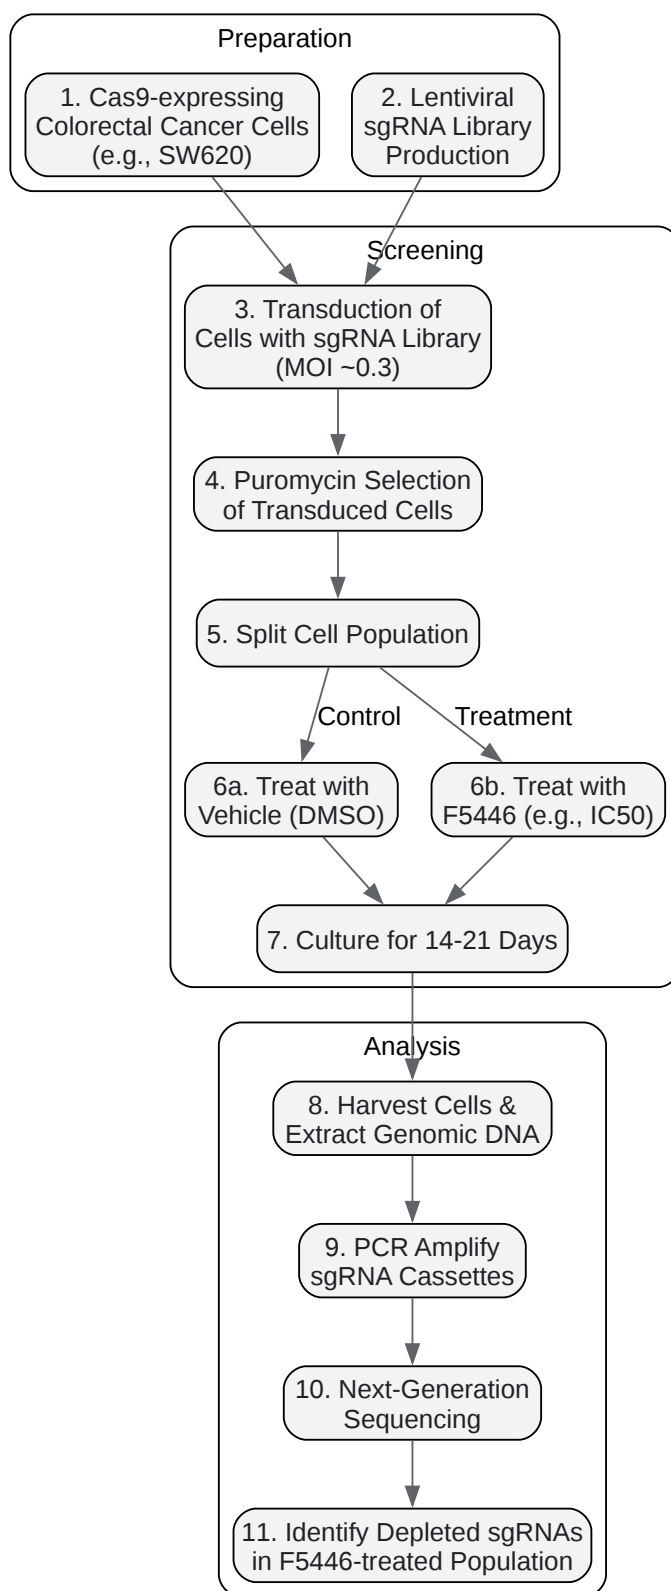 Preparation
1. Cas9-expressing
Colorectal Cancer Cells
(e.g., SW620)
2. Lentiviral
sgRNA Library
Production
Screening
3. Transduction of
Cells with sgRNA Library
(MOI ~0.3)
4. Puromycin Selection
of Transduced Cells
5. Split Cell Population
Control
Treatment
6a. Treat with
Vehicle (DMSO)
6b. Treat with
F5446 (e.g., IC50)
7. Culture for 14-21 Days
Analysis
8. Harvest Cells &
Extract Genomic DNA
9. PCR Amplify
sgRNA Cassettes
10. Next-Generation
Sequencing
11. Identify Depleted sgRNAs
in F5446-treated Population